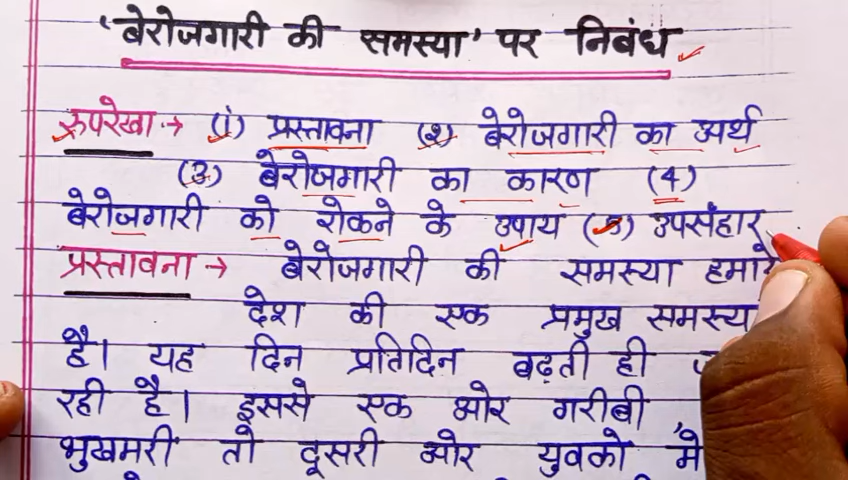 'बेरोजगारी की समस्या' पर निबंध
रुपरेखा → (1) प्रस्तावना (2) बेरोजगारी का अर्थ
(3) बेरोजगारी का कारण (4)
बेरोजगारी को रोकने के उपाय (5) उपसंहार
प्रस्तावना → बेरोजगारी की समस्या हमारे
देश की एक प्रमुख समस्या
है। यह दिन प्रतिदिन बढ़ती ही
रही है। इससे एक ओर गरीबी
भुखमरी तो दूसरी ओर युवको में